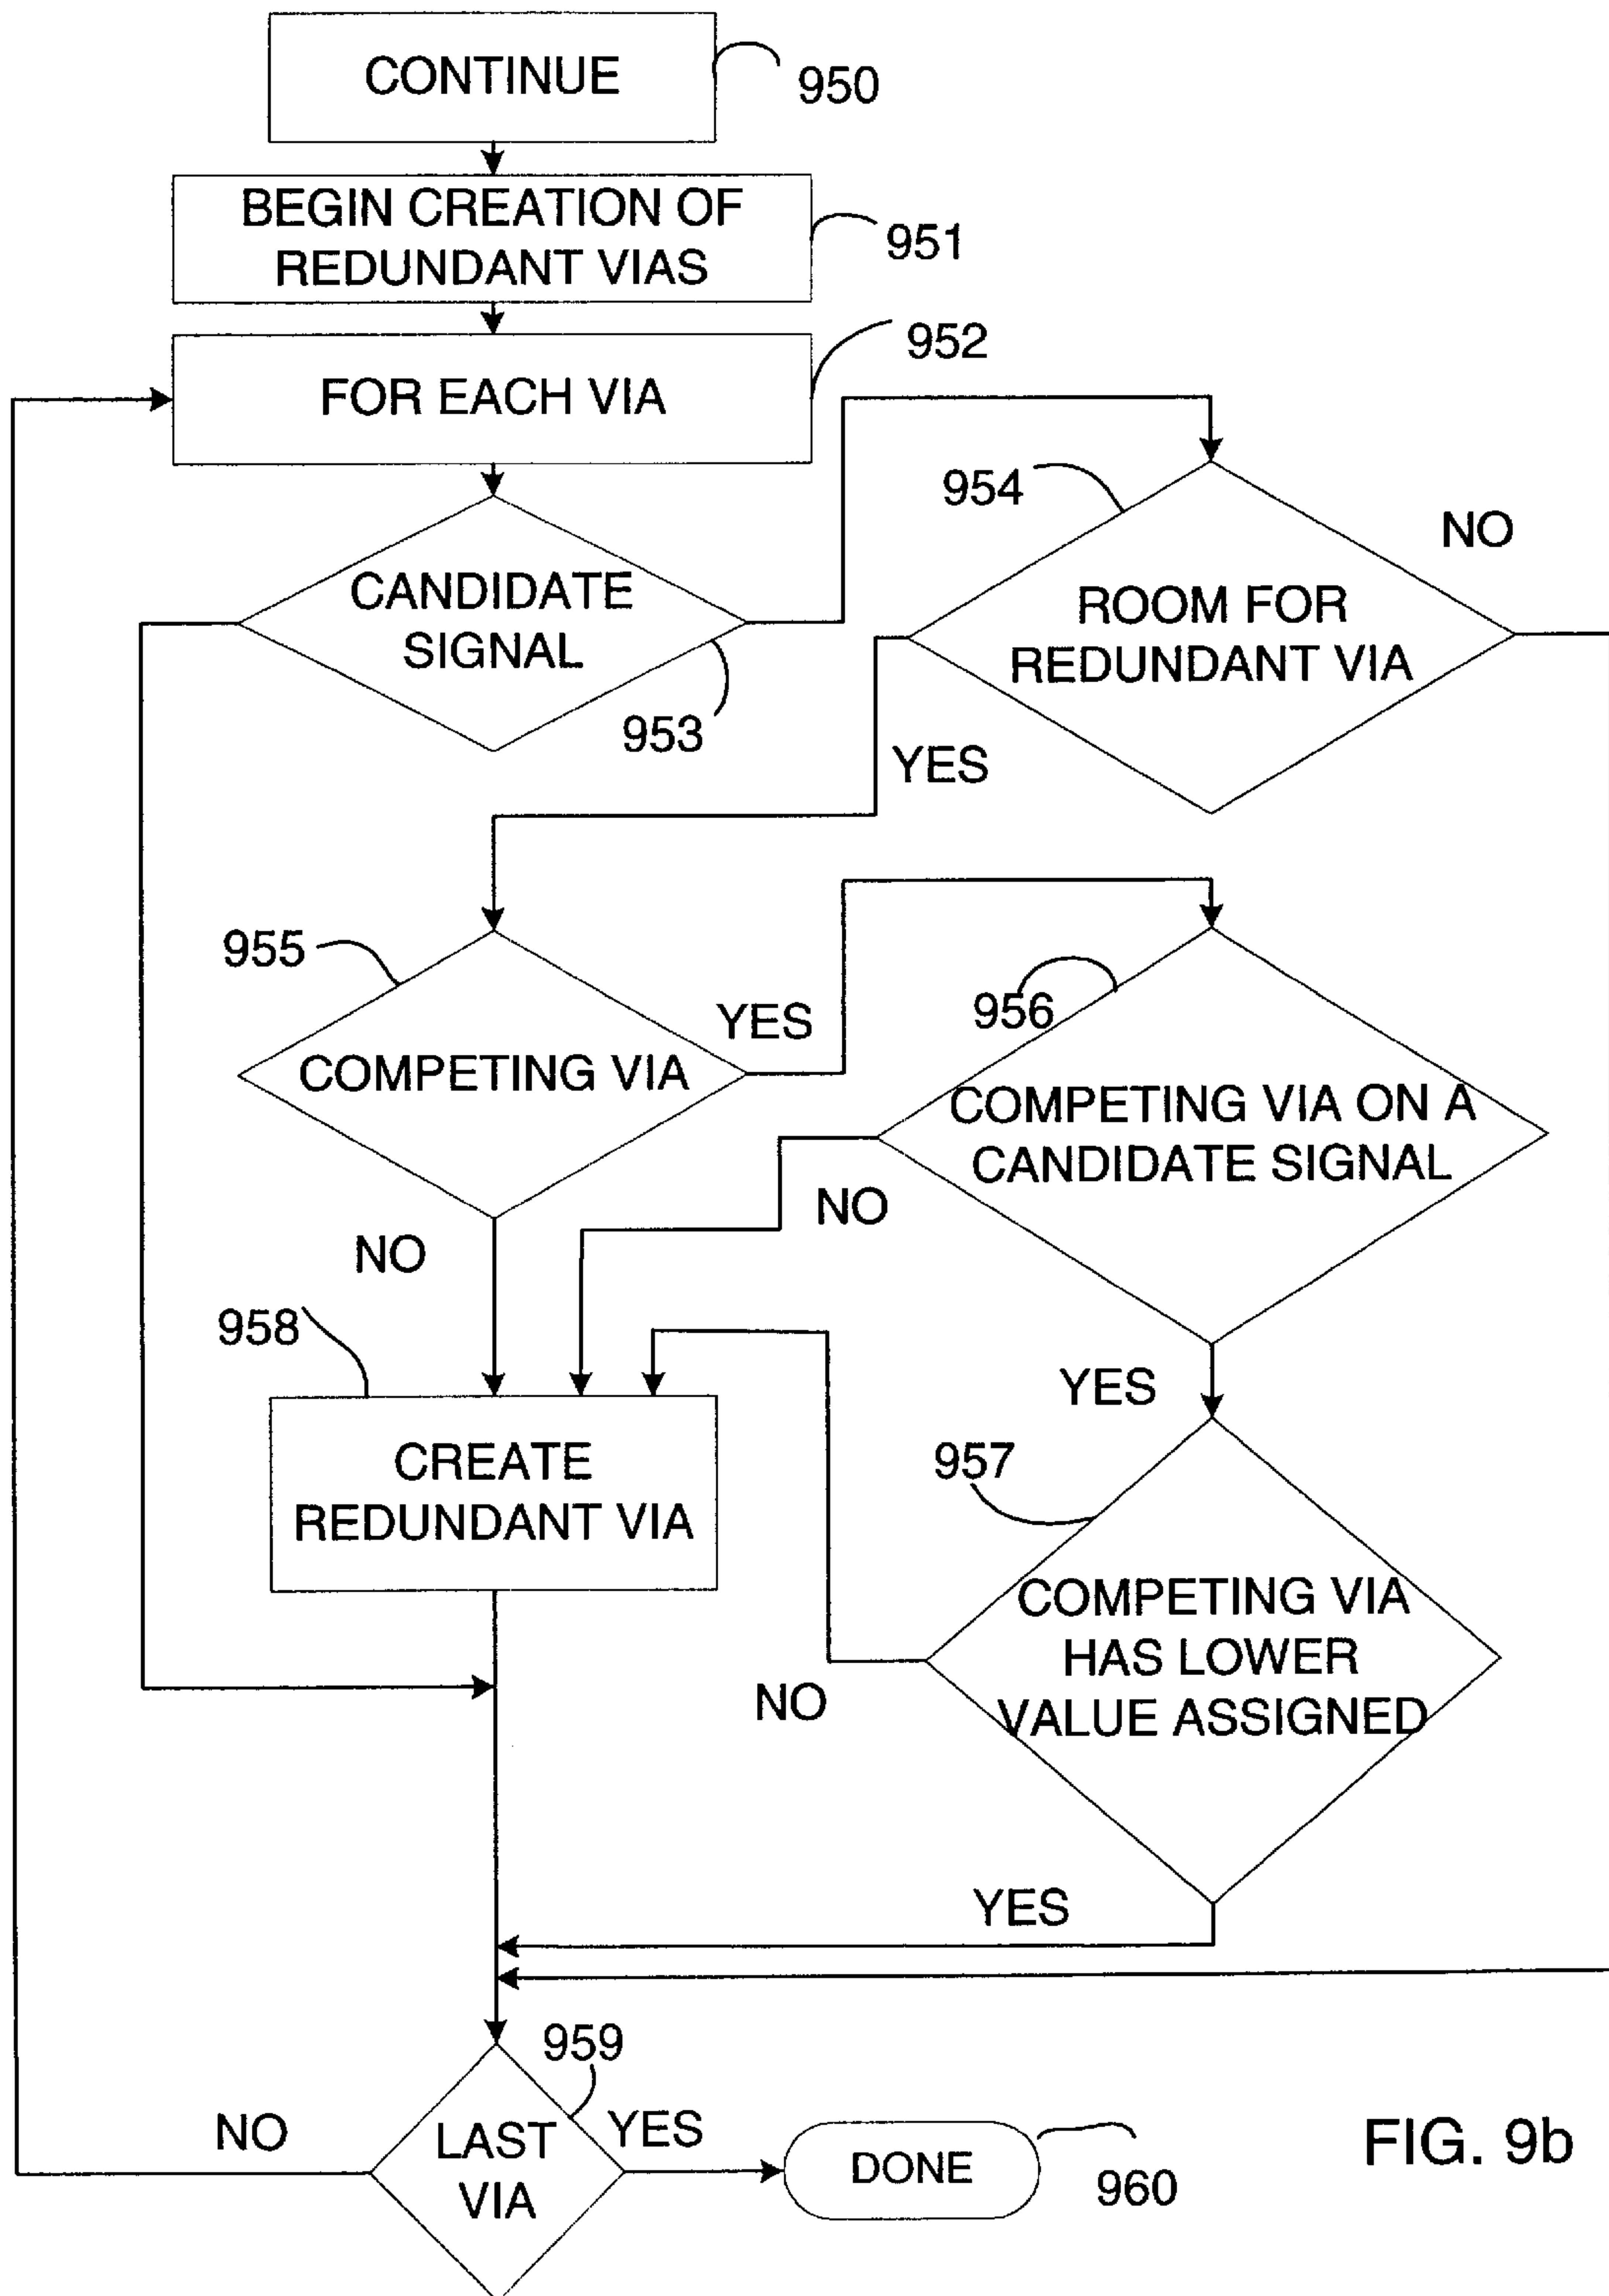 CONTINUE
950
BEGIN CREATION OF
REDUNDANT VIAS
951
952
FOR EACH VIA
954
NO
CANDIDATE
SIGNAL
953
ROOM FOR
REDUNDANT VIA
YES
955
YES
956
COMPETING VIA
COMPETING VIA ON A
CANDIDATE SIGNAL
NO
NO
958
YES
CREATE
REDUNDANT VIA
957
COMPETING VIA
HAS LOWER
VALUE ASSIGNED
NO
YES
959
NO
LAST
VIA
YES
DONE
960
FIG. 9b